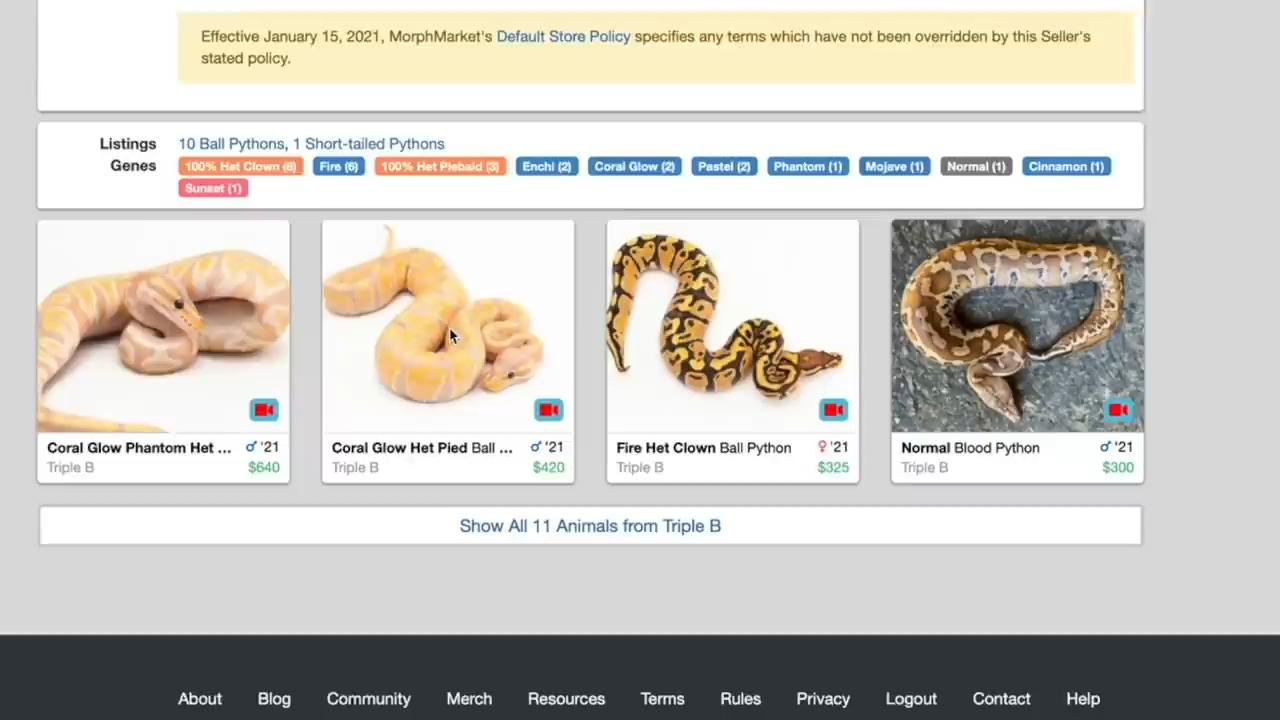 Effective January 15, 2021, MorphMarket's Default Store Policy specifies any terms which have not been overridden by this Seller's
stated policy.
Listings 10 Ball Pythons, 1 Short-tailed Pythons
Genes 100% Het Clown (6) Fire (6) 100% Het Piebald (3) Enchi (2) Coral Glow (2) Pastel (2) Phantom (1) Mojave (1) Normal (1) Cinnamon (1)
Sunset (1)
Coral Glow Phantom Het ... ♂ '21
Triple B $640
Coral Glow Het Pied Ball ... ♂ '21
Triple B $420
Fire Het Clown Ball Python ♀ '21
Triple B $325
Normal Blood Python ♂ '21
Triple B $300
Show All 11 Animals from Triple B
About Blog Community Merch Resources Terms Rules Privacy Logout Contact Help